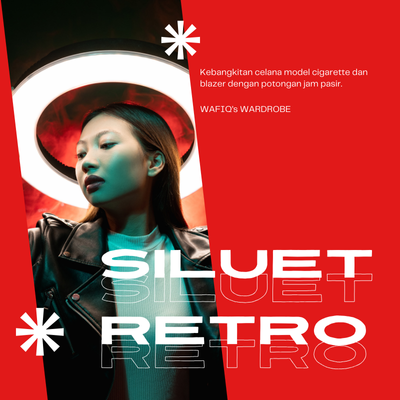 Kebangkitan celana model cigarette dan
blazer dengan potongan jam pasir.
WAFIQ's WARDROBE
SILUET
SILUET
RETRO
RETRO